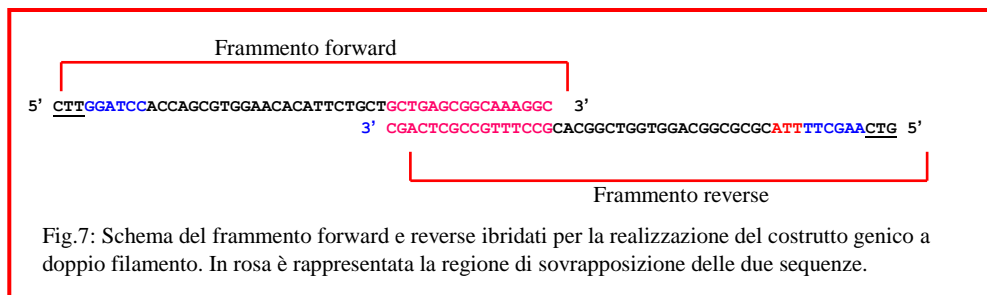 Frammento forward
5’ CTTGGATCCACCAGCGTGGAACACATTCTGCTGCTGAGCGGCAAAGGC 3’
3’ CGACTCGCCGTTTCCGCACGGCTGGTGGACGGCGCGCATTTTCGAACTG 5’
Frammento reverse
Fig.7: Schema del frammento forward e reverse ibridati per la realizzazione del costrutto genico a
doppio filamento. In rosa è rappresentata la regione di sovrapposizione delle due sequenze.